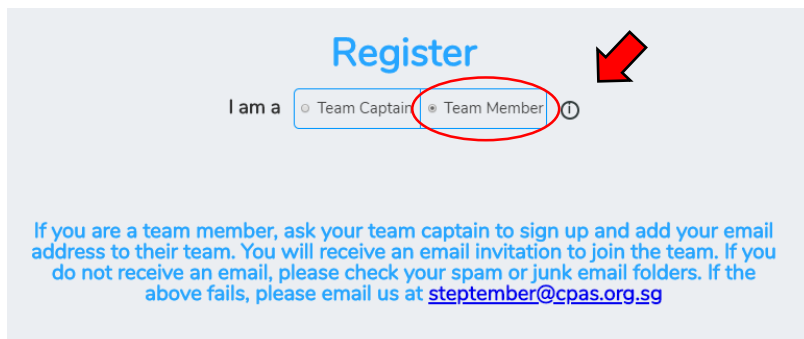 Register
I am a Team Captain Team Member i
If you are a team member, ask your team captain to sign up and add your email
address to their team. You will receive an email invitation to join the team. If you
do not receive an email, please check your spam or junk email folders. If the
above fails, please email us at steptember@cpas.org.sg